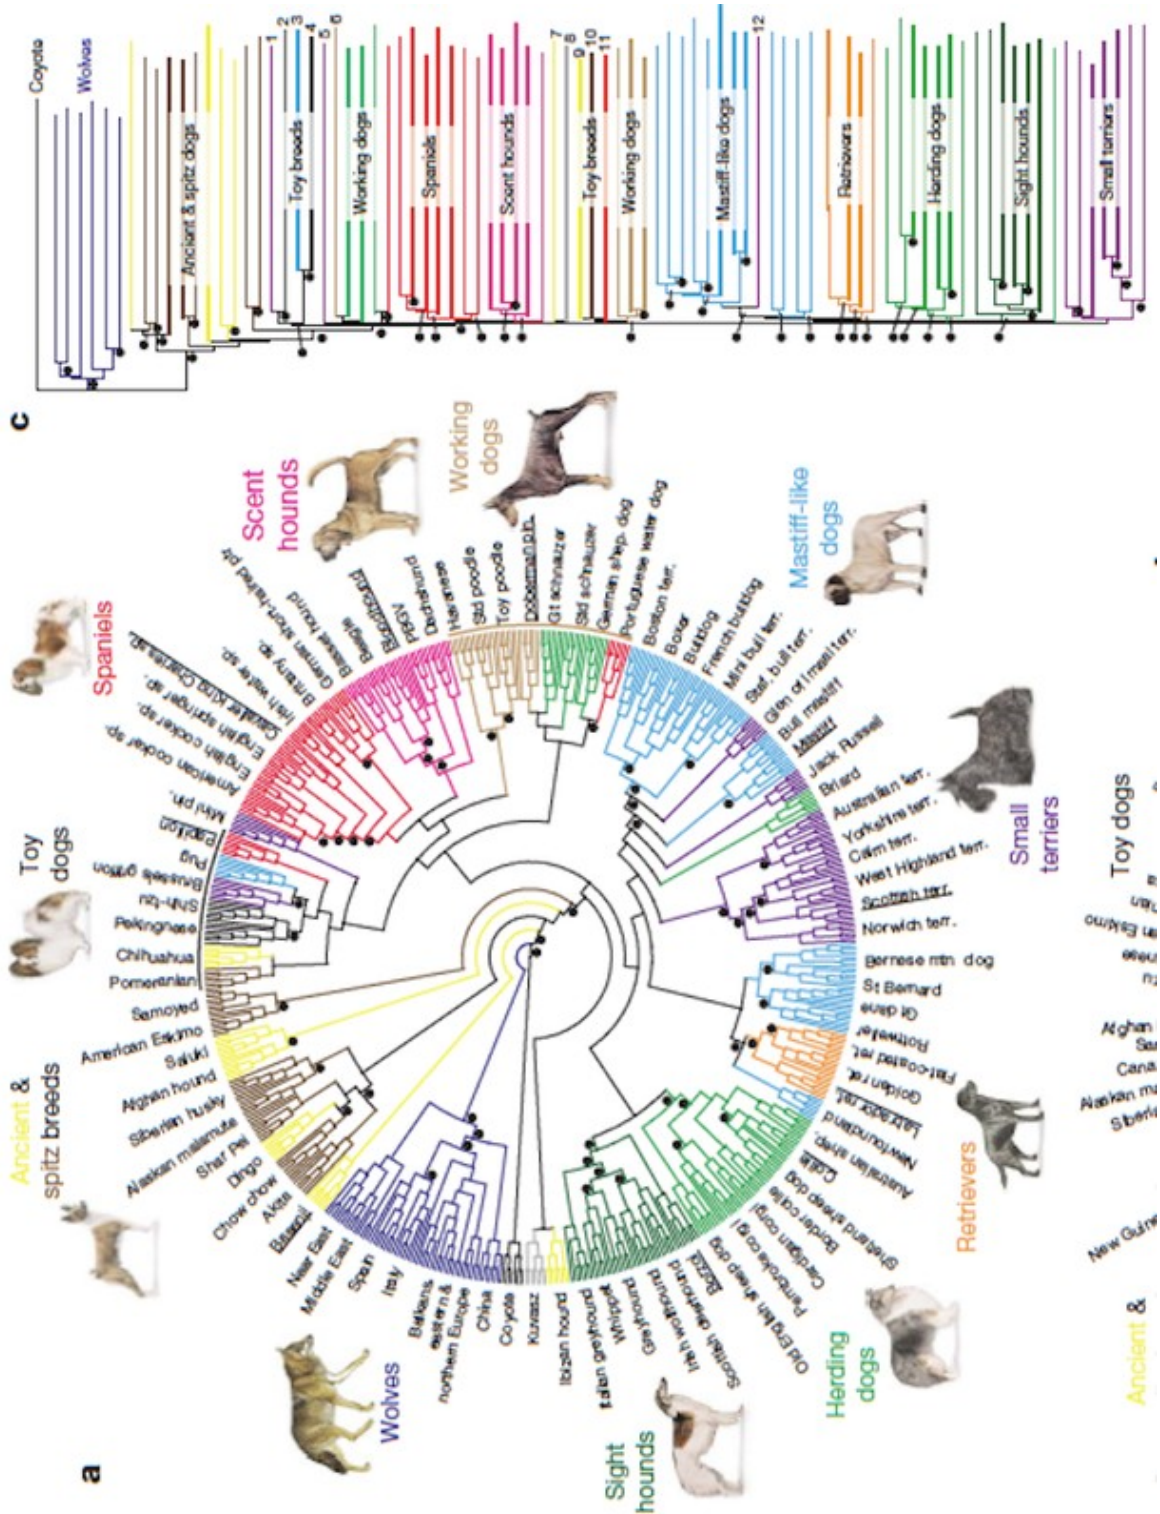 a
Ancient &
spitz breeds
Toy
dogs
Spaniels
Scent
hounds
Working
dogs
Mastiff-like
dogs
Small
terriers
Retrievers
Herding
dogs
Sight
hounds
Wolves
Basenji
Akita
Chow chow
Dingo
Shar Pei
Alaskan malamute
Siberian husky
Afghan hound
Saluki
American Eskimo
Samoyed
Pomeranian
Chihuahua
Pekingnese
Shih-tzu
Brussels griffon
Pug
Papillon
Mini pin.
American cocker sp.
English cocker sp.
English springer sp.
Cavalier King Charles sp.
Irish water sp.
Brittany sp.
German short-haired ptr
Basset hound
Beagle
Bloodhound
PBGV
Dachshund
Havanese
Std poodle
Toy poodle
Doberman pin.
Gt schnauzer
Std schnauzer
German shep. dog
Portuguese water dog
Boston terr.
Boxer
Bulldog
French bulldog
Mini bull terr.
Staf. bull terr.
Glen of Imaal terr.
Bull mastiff
Mastiff
Jack Russell
Briard
Australian terr.
Yorkshire terr.
Cairn terr.
West Highland terr.
Scottish terr.
Norwich terr.
Bernese mtn dog
St Bernard
Gt dane
Rottweiler
Flat-coated ret.
Golden ret.
Labrador ret.
Newfoundland
Australian shep.
Collie
Shetland sheep dog
Border collie
Cardigan corgi
Pembroke corgi
Old English sheep dog
Borzoi
Scottish deerhound
Irish wolfhound
Greyhound
Whippet
Italian greyhound
Ibizan hound
Kuvasz
Coyote
China
northern Europe
eastern &
Balkans
Italy
Spain
Middle East
Near East
c
Coyote
Wolves
Ancient & spitz dogs
1
2
3
4
5
6
Toy breeds
Working dogs
Spaniels
Scent hounds
7
8
9
10
11
Toy breeds
Working dogs
Mastiff-like dogs
12
Retrievers
Herding dogs
Sight hounds
Small terriers
Ancient &
Toy dogs
New Guine
Siberia
Alaskan ma
Cana
Afghan